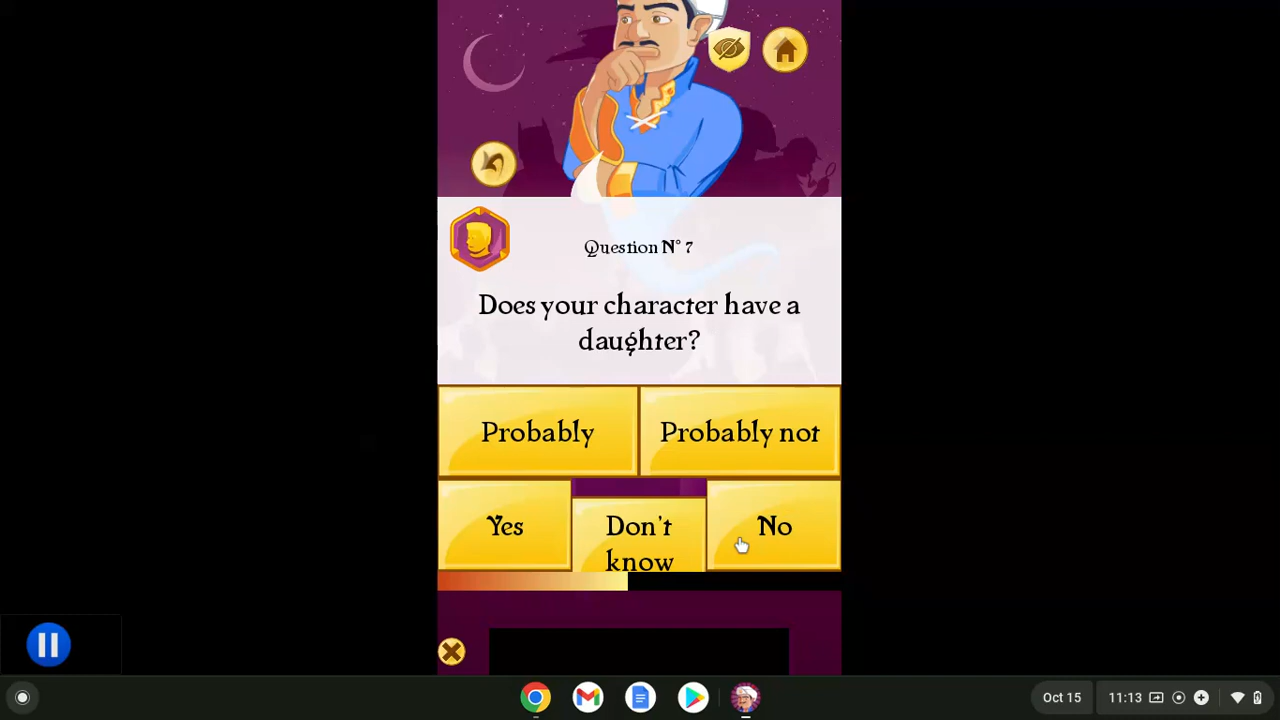 Question N° 7
Does your character have a
daughter?
Probably
Probably not
Yes
Don't
know
No
Oct 15
11:13